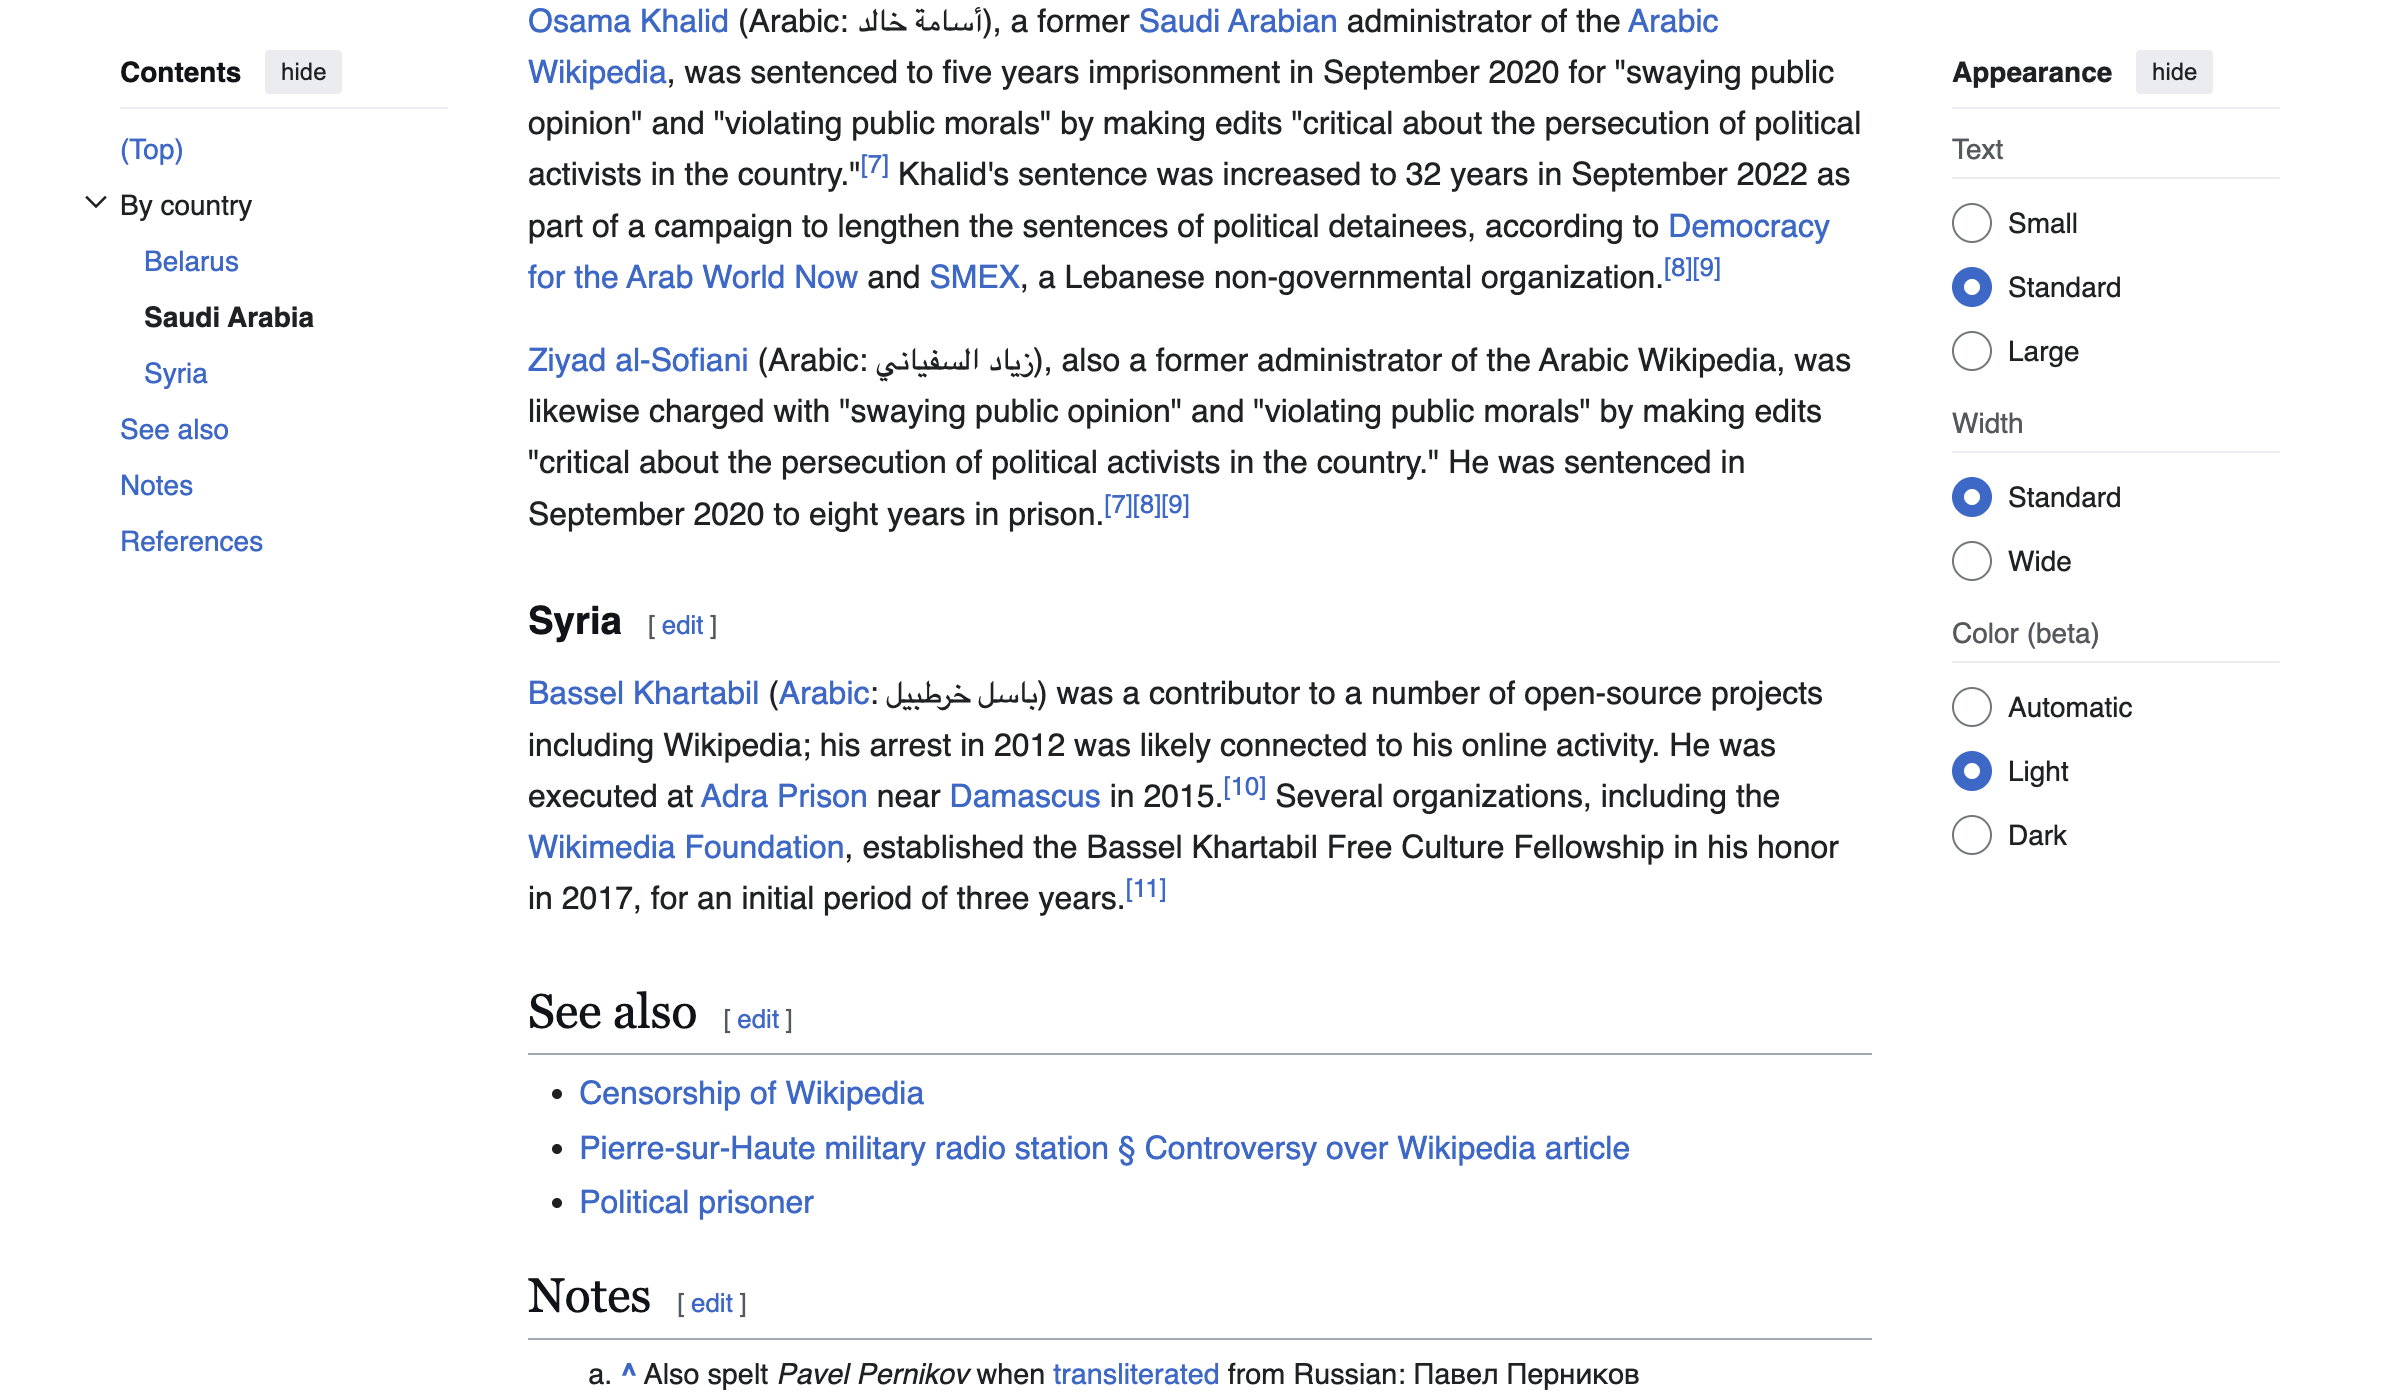 Contents hide
(Top)
By country
Belarus
Saudi Arabia
Syria
See also
Notes
References
Osama Khalid (Arabic: أسامة خالد), a former Saudi Arabian administrator of the Arabic
Wikipedia, was sentenced to five years imprisonment in September 2020 for "swaying public
opinion" and "violating public morals" by making edits "critical about the persecution of political
activists in the country."[7] Khalid's sentence was increased to 32 years in September 2022 as
part of a campaign to lengthen the sentences of political detainees, according to Democracy
for the Arab World Now and SMEX, a Lebanese non-governmental organization.[8][9]
Ziyad al-Sofiani (Arabic: زياد السفياني), also a former administrator of the Arabic Wikipedia, was
likewise charged with "swaying public opinion" and "violating public morals" by making edits
"critical about the persecution of political activists in the country." He was sentenced in
September 2020 to eight years in prison.[7][8][9]
Syria [ edit ]
Bassel Khartabil (Arabic: باسل خرطبيل) was a contributor to a number of open-source projects
including Wikipedia; his arrest in 2012 was likely connected to his online activity. He was
executed at Adra Prison near Damascus in 2015.[10] Several organizations, including the
Wikimedia Foundation, established the Bassel Khartabil Free Culture Fellowship in his honor
in 2017, for an initial period of three years.[11]
See also [ edit ]
• Censorship of Wikipedia
• Pierre-sur-Haute military radio station § Controversy over Wikipedia article
• Political prisoner
Notes [ edit ]
a. ^ Also spelt Pavel Pernikov when transliterated from Russian: Павел Перников
Appearance hide
Text
Small
Standard
Large
Width
Standard
Wide
Color (beta)
Automatic
Light
Dark